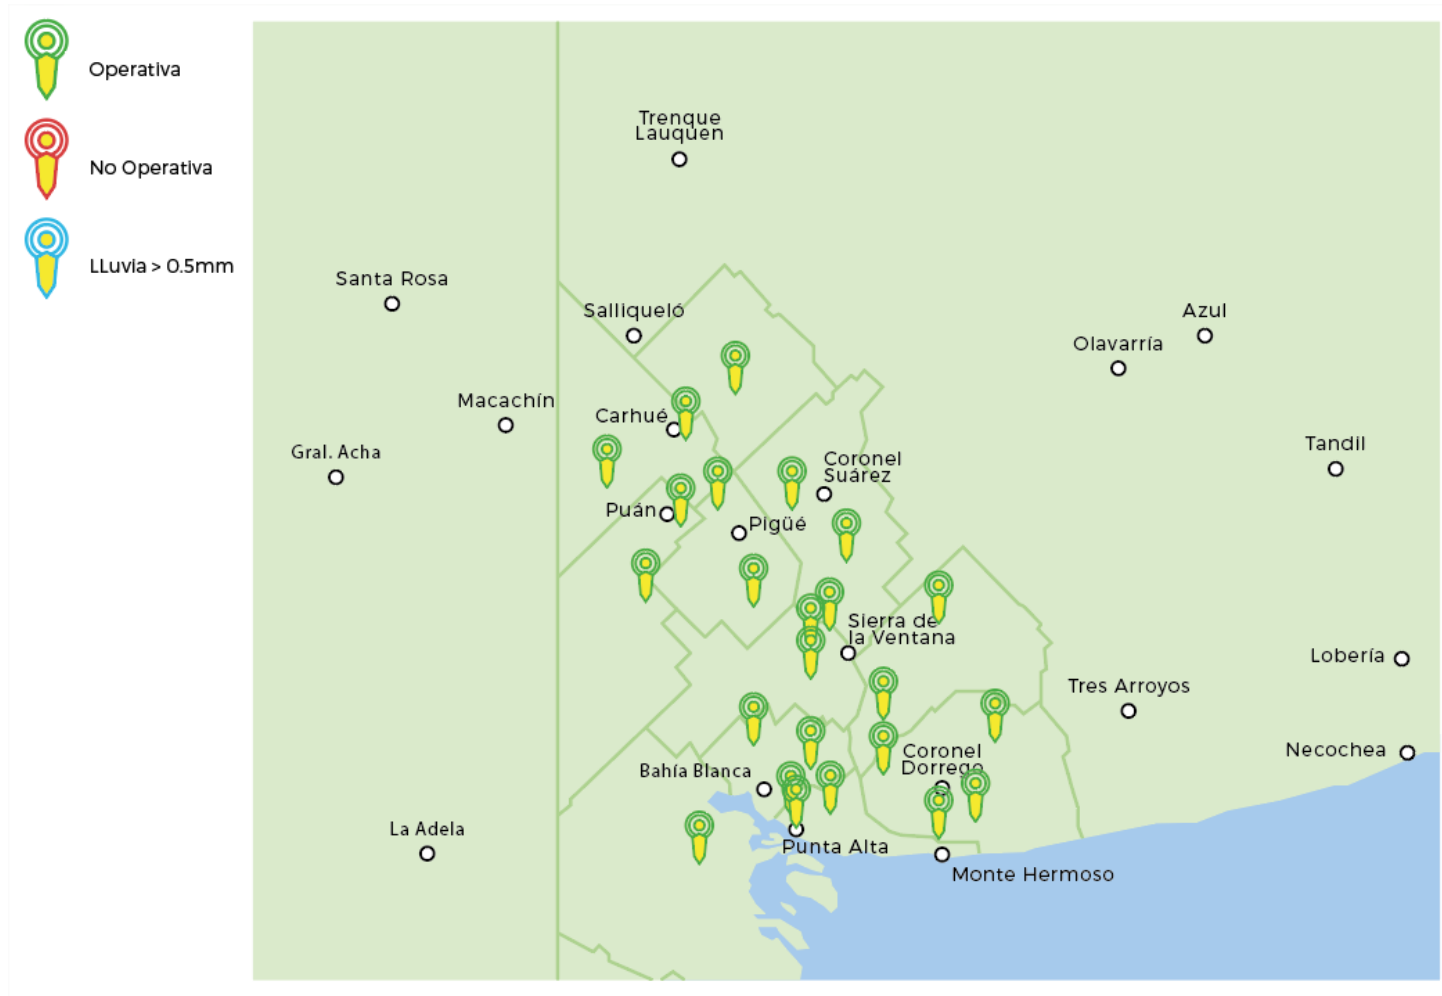 Operativa
No Operativa
LLuvia > 0.5mm
Trenque
Lauquen
Santa Rosa
Salliqueló
Azul
Olavarría
Macachín
Carhué
Gral. Acha
Tandil
Coronel
Suárez
Puán
Pigüé
Sierra de
la Ventana
Lobería
Tres Arroyos
Necochea
Coronel
Dorrego
Bahía Blanca
La Adela
Punta Alta
Monte Hermoso